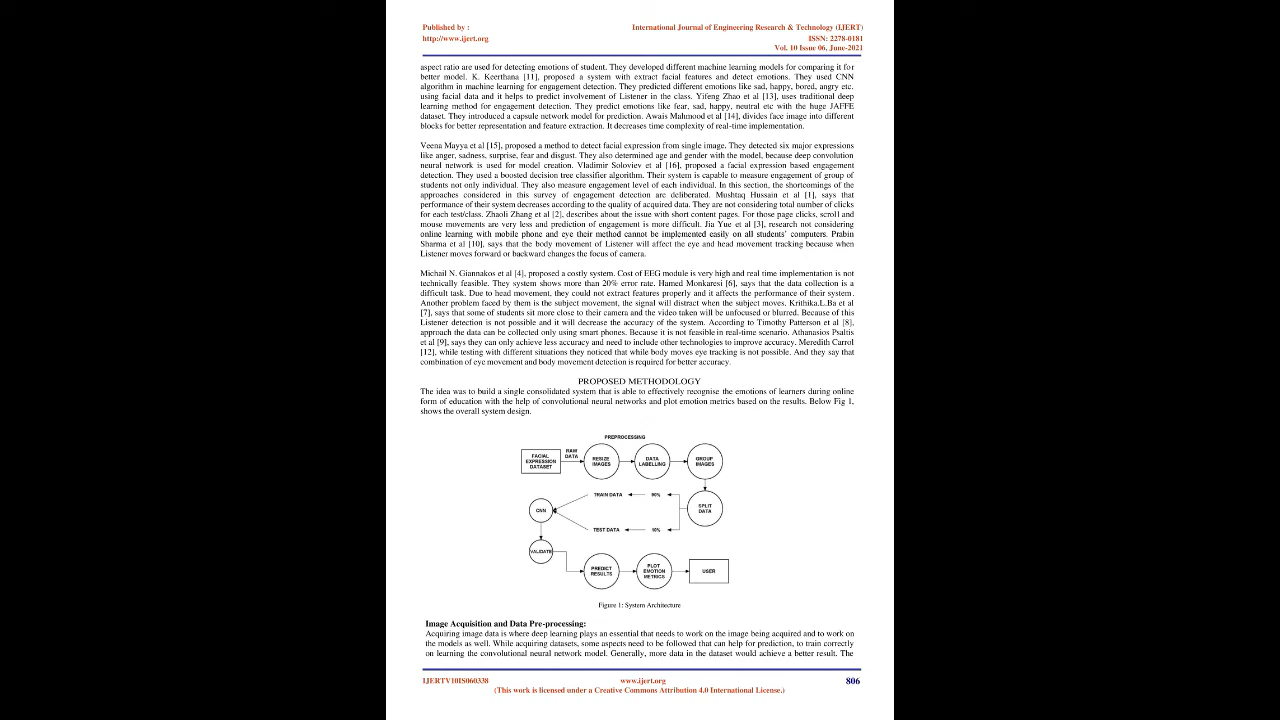 Published by :
International Journal of Engineering Research & Technology (IJERT)
http://www.ijert.org
ISSN: 2278-0181
Vol. 10 Issue 06, June-2021
aspect ratio are used for detecting emotions of student. They developed different machine learning models for comparing it for
better model. K. Keerthana [11], proposed a system with extract facial features and detect emotions. They used CNN
algorithm in machine learning for engagement detection. They predicted different emotions like sad, happy, bored, angry etc.
using facial data and it helps to predict involvement of Listener in the class. Yifeng Zhao et al [13], uses traditional deep
learning method for engagement detection. They predict emotions like fear, sad, happy, neutral etc with the huge JAFFE
dataset. They introduced a capsule network model for prediction. Awais Mahmood et al [14], divides face image into different
blocks for better representation and feature extraction. It decreases time complexity of real-time implementation.
Veena Mayya et al [15], proposed a method to detect facial expression from single image. They detected six major expressions
like anger, sadness, surprise, fear and disgust. They also determined age and gender with the model, because deep convolution
neural network is used for model creation. Vladimir Soloviev et al [16], proposed a facial expression based engagement
detection. They used a boosted decision tree classifier algorithm. Their system is capable to measure engagement of group of
students not only individual. They also measure engagement level of each individual. In this section, the shortcomings of the
approaches considered in this survey of engagement detection are deliberated. Mushtaq Hussain et al [1], says that
performance of their system decreases according to the quality of acquired data. They are not considering total number of clicks
for each test/class. Zhaoli Zhang et al [2], describes about the issue with short content pages. For those page clicks, scroll and
mouse movements are very less and prediction of engagement is more difficult. Jia Yue et al [3], research not considering
online learning with mobile phone and eye their method cannot be implemented easily on all students' computers. Prabin
Sharma et al [10], says that the body movement of Listener will affect the eye and head movement tracking because when
Listener moves forward or backward changes the focus of camera.
Michail N. Giannakos et al [4], proposed a costly system. Cost of EEG module is very high and real time implementation is not
technically feasible. They system shows more than 20% error rate. Hamed Monkaresi [6], says that the data collection is a
difficult task. Due to head movement, they could not extract features properly and it affects the performance of their system.
Another problem faced by them is the subject movement, the signal will distract when the subject moves. Krithika.L.Ba et al
[7], says that some of students sit more close to their camera and the video taken will be unfocused or blurred. Because of this
Listener detection is not possible and it will decrease the accuracy of the system. According to Timothy Patterson et al [8],
approach the data can be collected only using smart phones. Because it is not feasible in real-time scenario. Athanasios Psaltis
et al [9], says they can only achieve less accuracy and need to include other technologies to improve accuracy. Meredith Carrol
[12], while testing with different situations they noticed that while body moves eye tracking is not possible. And they say that
combination of eye movement and body movement detection is required for better accuracy.
PROPOSED METHODOLOGY
The idea was to build a single consolidated system that is able to effectively recognise the emotions of learners during online
form of education with the help of convolutional neural networks and plot emotion metrics based on the results. Below Fig 1,
shows the overall system design.
PREPROCESSING
FACIAL
EXPRESSION
DATASET
RAW
DATA
RESIZE
IMAGES
DATA
LABELLING
GROUP
IMAGES
TRAIN DATA
90%
SPLIT
DATA
CNN
TEST DATA
10%
VALIDATE
PREDICT
RESULTS
PLOT
EMOTION
METRICS
USER
Figure 1: System Architecture
Image Acquisition and Data Pre-processing:
Acquiring image data is where deep learning plays an essential that needs to work on the image being acquired and to work on
the models as well. While acquiring datasets, some aspects need to be followed that can help for prediction, to train correctly
on learning the convolutional neural network model. Generally, more data in the dataset would achieve a better result. The
IJERTV10IS060338
www.ijert.org
806
(This work is licensed under a Creative Commons Attribution 4.0 International License.)